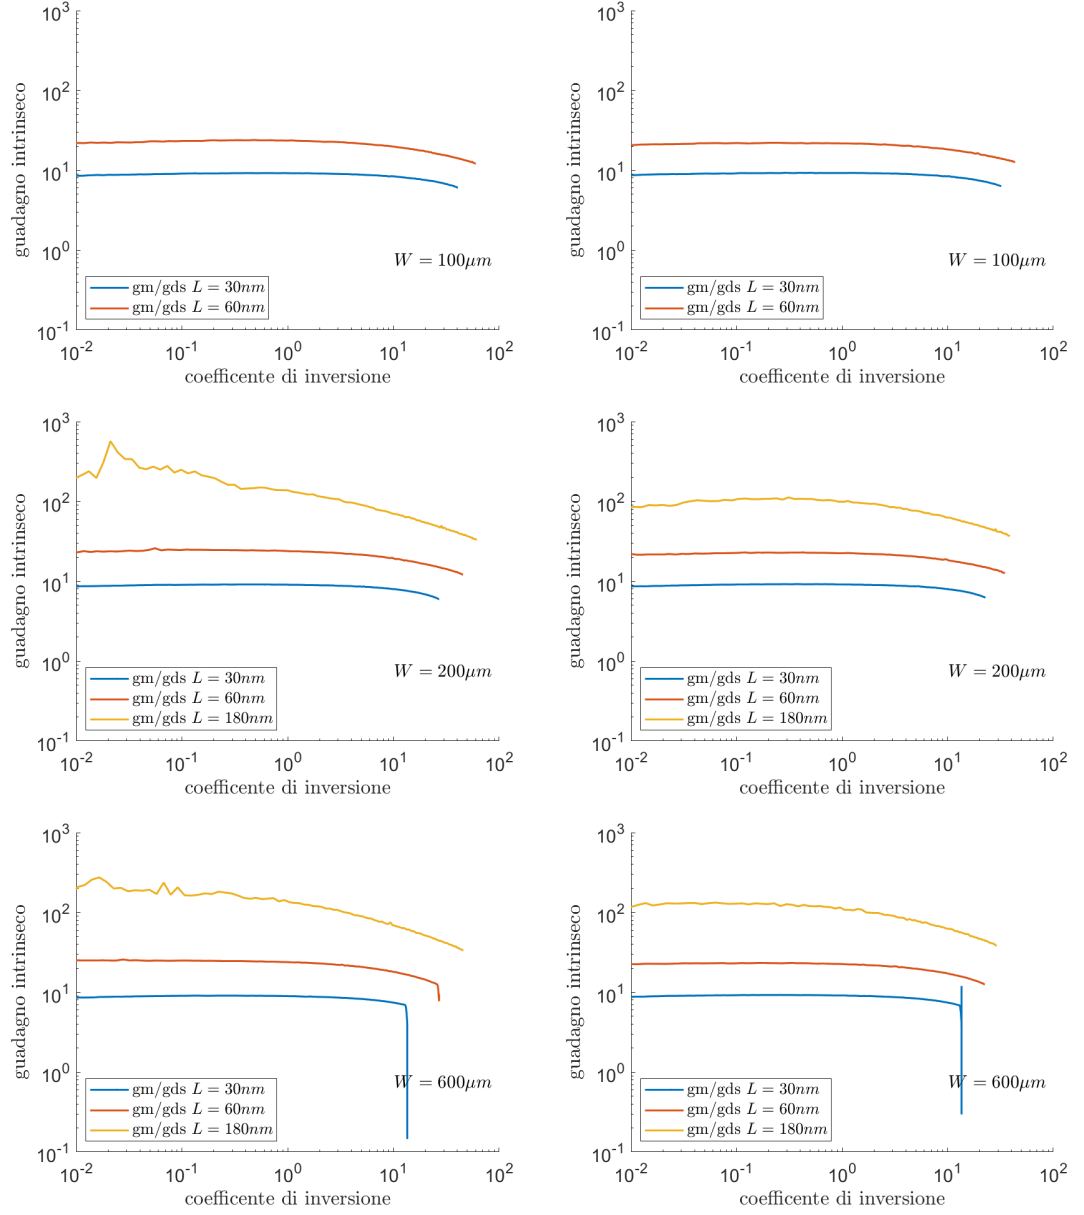 guadagno intrinseco
10^3
10^2
10^1
10^0
10^-1
W = 100μm
gm/gds L = 30nm
gm/gds L = 60nm
10^-2 10^-1 10^0 10^1 10^2
coefficente di inversione
guadagno intrinseco
10^3
10^2
10^1
10^0
10^-1
W = 100μm
gm/gds L = 30nm
gm/gds L = 60nm
10^-2 10^-1 10^0 10^1 10^2
coefficente di inversione
guadagno intrinseco
10^3
10^2
10^1
10^0
10^-1
W = 200μm
gm/gds L = 30nm
gm/gds L = 60nm
gm/gds L = 180nm
10^-2 10^-1 10^0 10^1 10^2
coefficente di inversione
guadagno intrinseco
10^3
10^2
10^1
10^0
10^-1
W = 200μm
gm/gds L = 30nm
gm/gds L = 60nm
gm/gds L = 180nm
10^-2 10^-1 10^0 10^1 10^2
coefficente di inversione
guadagno intrinseco
10^3
10^2
10^1
10^0
10^-1
W = 600μm
gm/gds L = 30nm
gm/gds L = 60nm
gm/gds L = 180nm
10^-2 10^-1 10^0 10^1 10^2
coefficente di inversione
guadagno intrinseco
10^3
10^2
10^1
10^0
10^-1
W = 600μm
gm/gds L = 30nm
gm/gds L = 60nm
gm/gds L = 180nm
10^-2 10^-1 10^0 10^1 10^2
coefficente di inversione